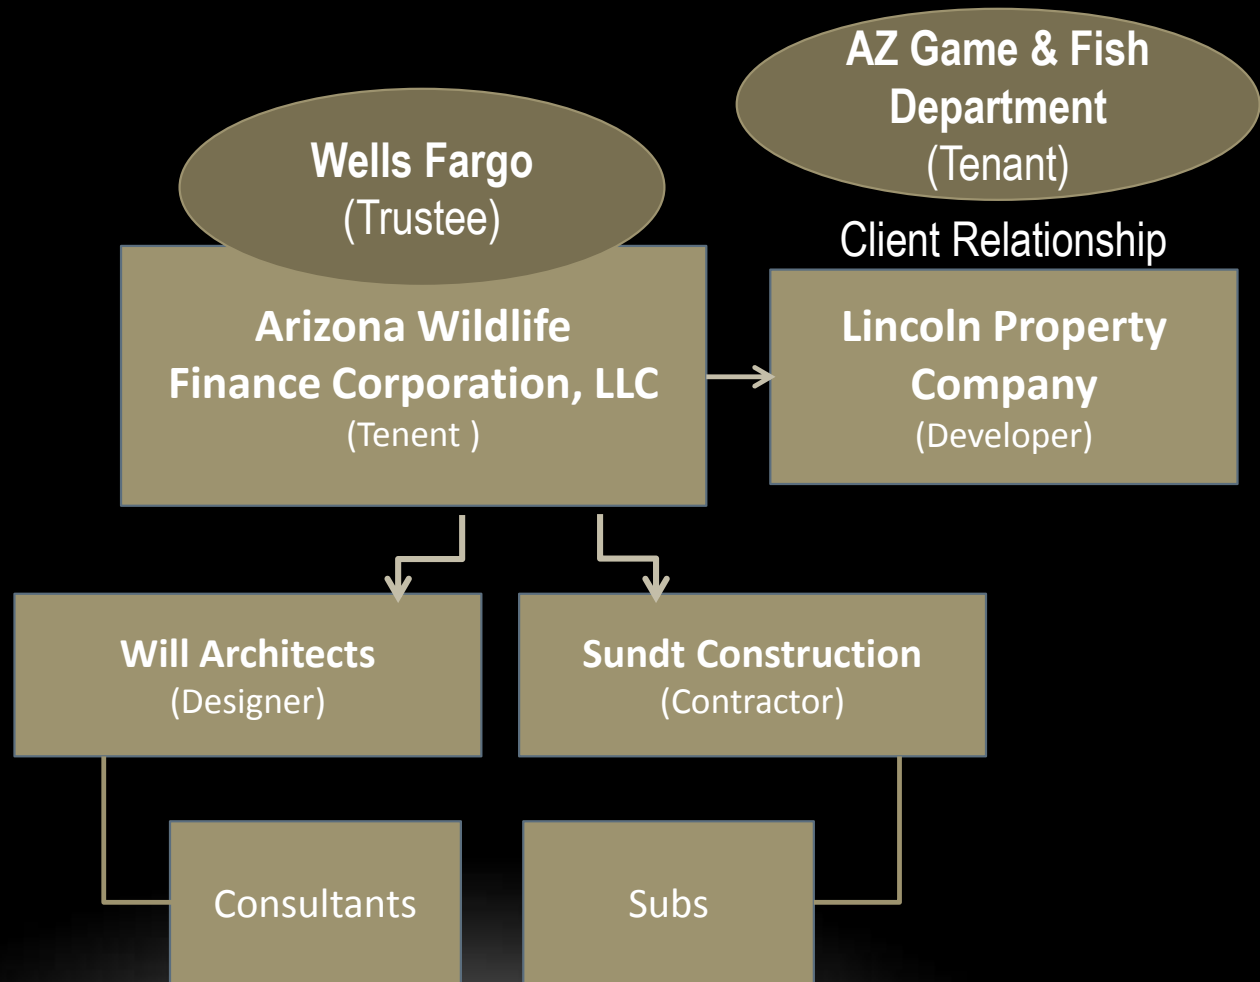 AZ Game & Fish
Department
(Tenant)
Wells Fargo
(Trustee)
Client Relationship
Arizona Wildlife
Finance Corporation, LLC
(Tenent )
Lincoln Property
Company
(Developer)
Will Architects
(Designer)
Sundt Construction
(Contractor)
Consultants
Subs